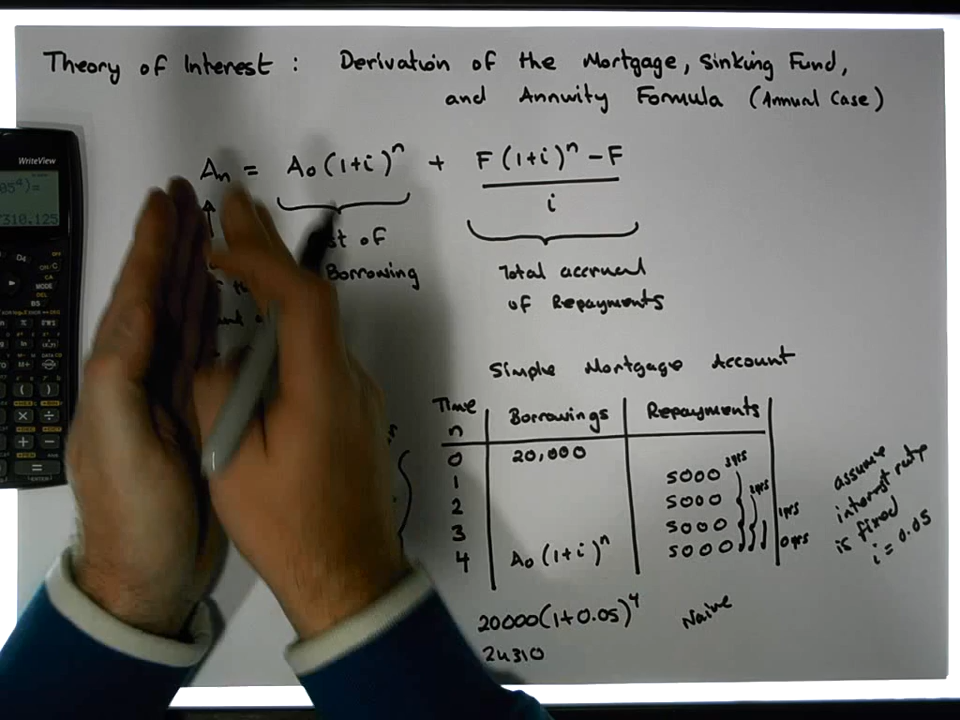 Theory of Interest : Derivation of the Mortgage, Sinking Fund,
and Annuity Formula (Annual Case)
WriteView
05⁴)=
310.125
Aₙ = A₀(1+i)ⁿ + F(1+i)ⁿ - F
i
of
Borrowing
Total accrual
of Repayments
Simple Mortgage Account
Time n | Borrowings | Repayments
0 20,000
1 5000 3yrs
2 5000 2yrs
3 5000 1yrs
4 A₀(1+i)ⁿ 5000 0yrs
assume
interest rate
is fixed
i = 0.05
20000(1+0.05)⁴ Naive
24310